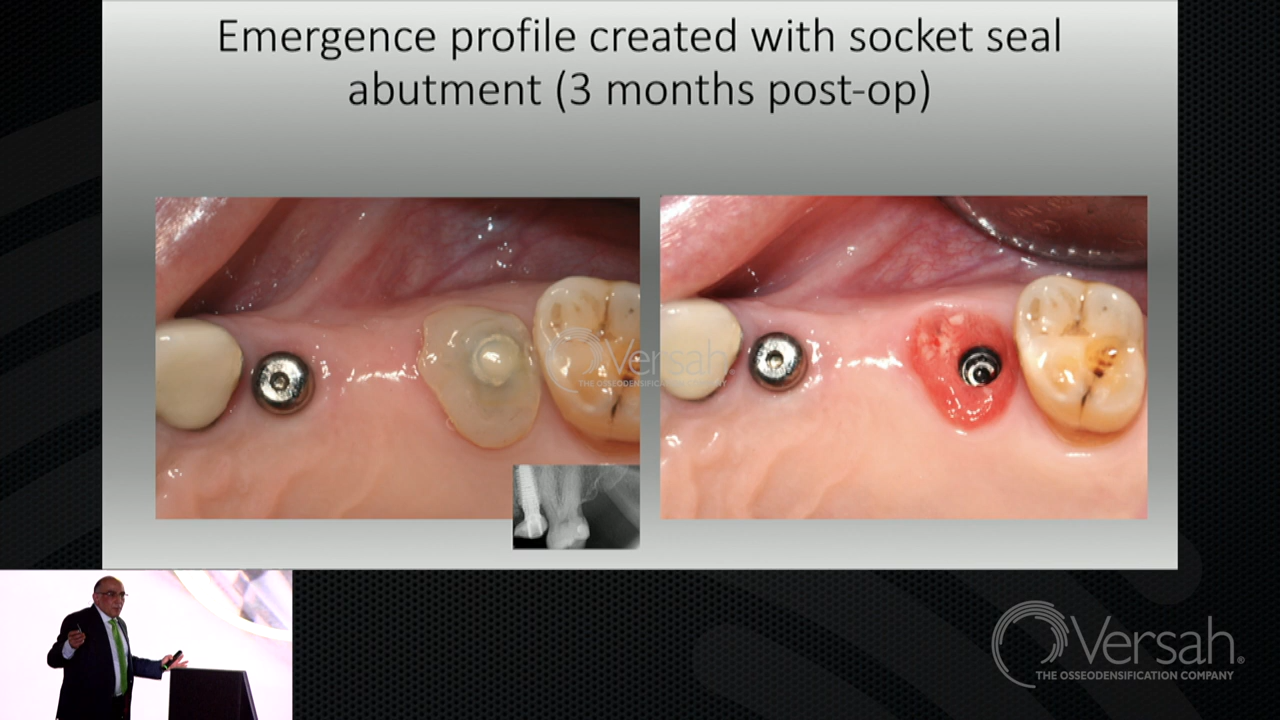 Emergence profile created with socket seal
abutment (3 months post-op)
Versah®
THE OSSEODENSIFICATION COMPANY
Versah®
THE OSSEODENSIFICATION COMPANY